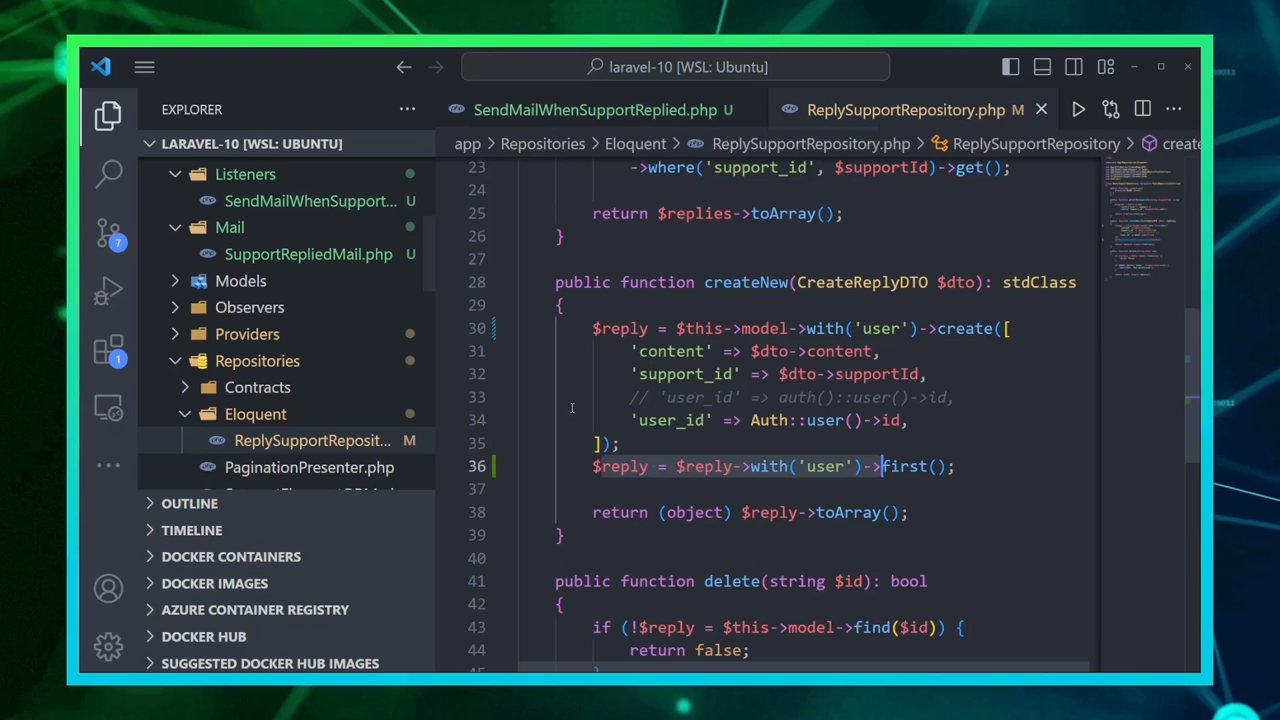 laravel-10 [WSL: Ubuntu]
EXPLORER
LARAVEL-10 [WSL: UBUNTU]
Listeners
SendMailWhenSupport... U
Mail
SupportRepliedMail.php U
Models
Observers
Providers
Repositories
Contracts
Eloquent
ReplySupportReposit... M
PaginationPresenter.php
OUTLINE
TIMELINE
DOCKER CONTAINERS
DOCKER IMAGES
AZURE CONTAINER REGISTRY
DOCKER HUB
SUGGESTED DOCKER HUB IMAGES
7
1
SendMailWhenSupportReplied.php U
ReplySupportRepository.php M
app > Repositories > Eloquent > ReplySupportRepository.php > ReplySupportRepository > create
23 ->where('support_id', $supportId)->get();
24
25 return $replies->toArray();
26 }
27
28 public function createNew(CreateReplyDTO $dto): stdClass
29 {
30 $reply = $this->model->with('user')->create([
31 'content' => $dto->content,
32 'support_id' => $dto->supportId,
33 // 'user_id' => auth()::user()->id,
34 'user_id' => Auth::user()->id,
35 ]);
36 $reply = $reply->with('user')->first();
37
38 return (object) $reply->toArray();
39 }
40
41 public function delete(string $id): bool
42 {
43 if (!$reply = $this->model->find($id)) {
44 return false;